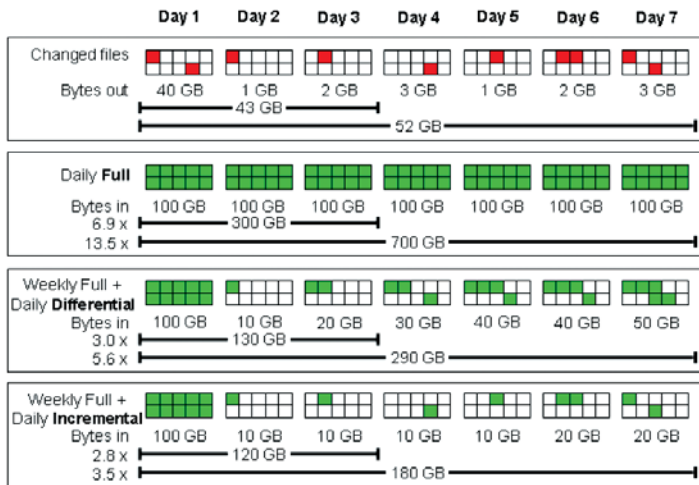 Day 1 Day 2 Day 3 Day 4 Day 5 Day 6 Day 7
Changed files
Bytes out 40 GB 1 GB 2 GB 3 GB 1 GB 2 GB 3 GB
43 GB
52 GB
Daily Full
Bytes in 100 GB 100 GB 100 GB 100 GB 100 GB 100 GB 100 GB
6.9 x 300 GB
13.5 x 700 GB
Weekly Full +
Daily Differential
Bytes in 100 GB 10 GB 20 GB 30 GB 40 GB 40 GB 50 GB
3.0 x 130 GB
5.6 x 290 GB
Weekly Full +
Daily Incremental
Bytes in 100 GB 10 GB 10 GB 10 GB 10 GB 20 GB 20 GB
2.8 x 120 GB
3.5 x 180 GB